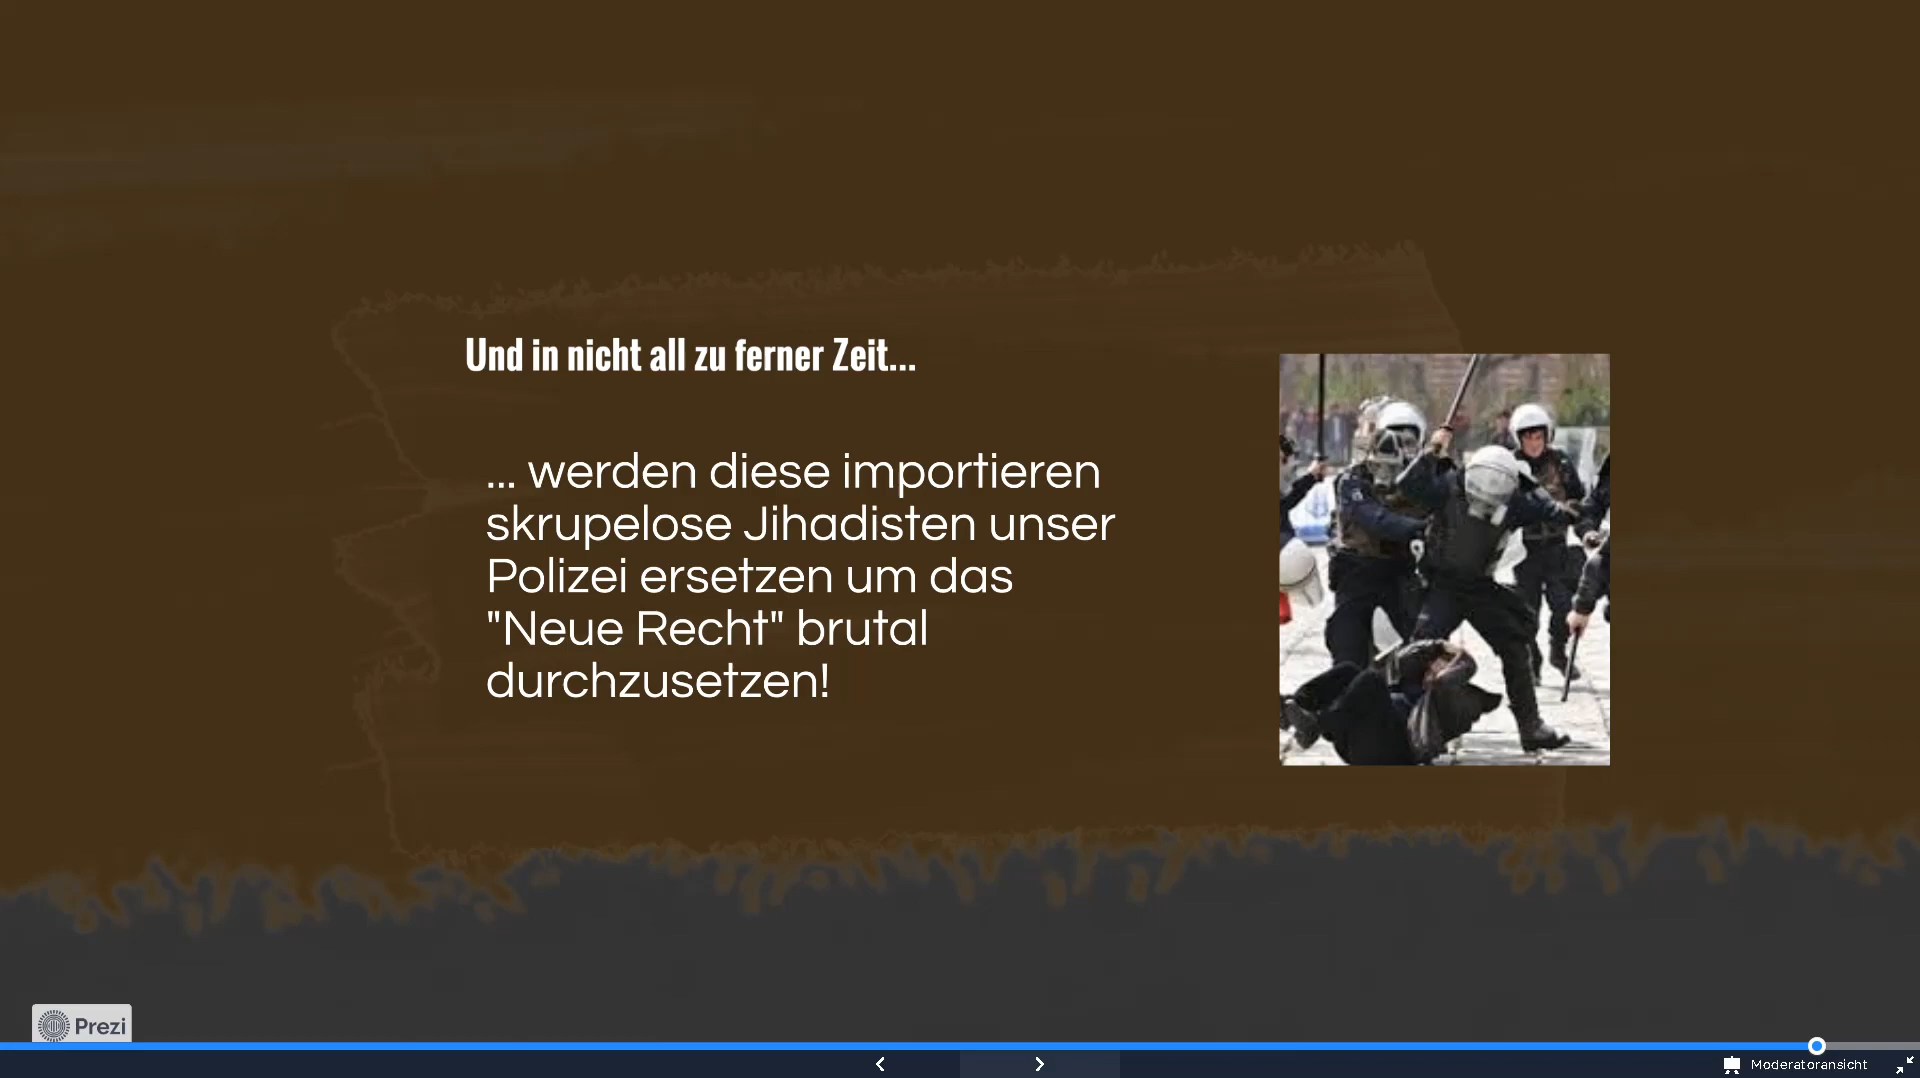 Und in nicht all zu ferner Zeit...
... werden diese importieren
skrupelose Jihadisten unser
Polizei ersetzen um das
"Neue Recht" brutal
durchzusetzen!
Prezi
Moderatoransicht